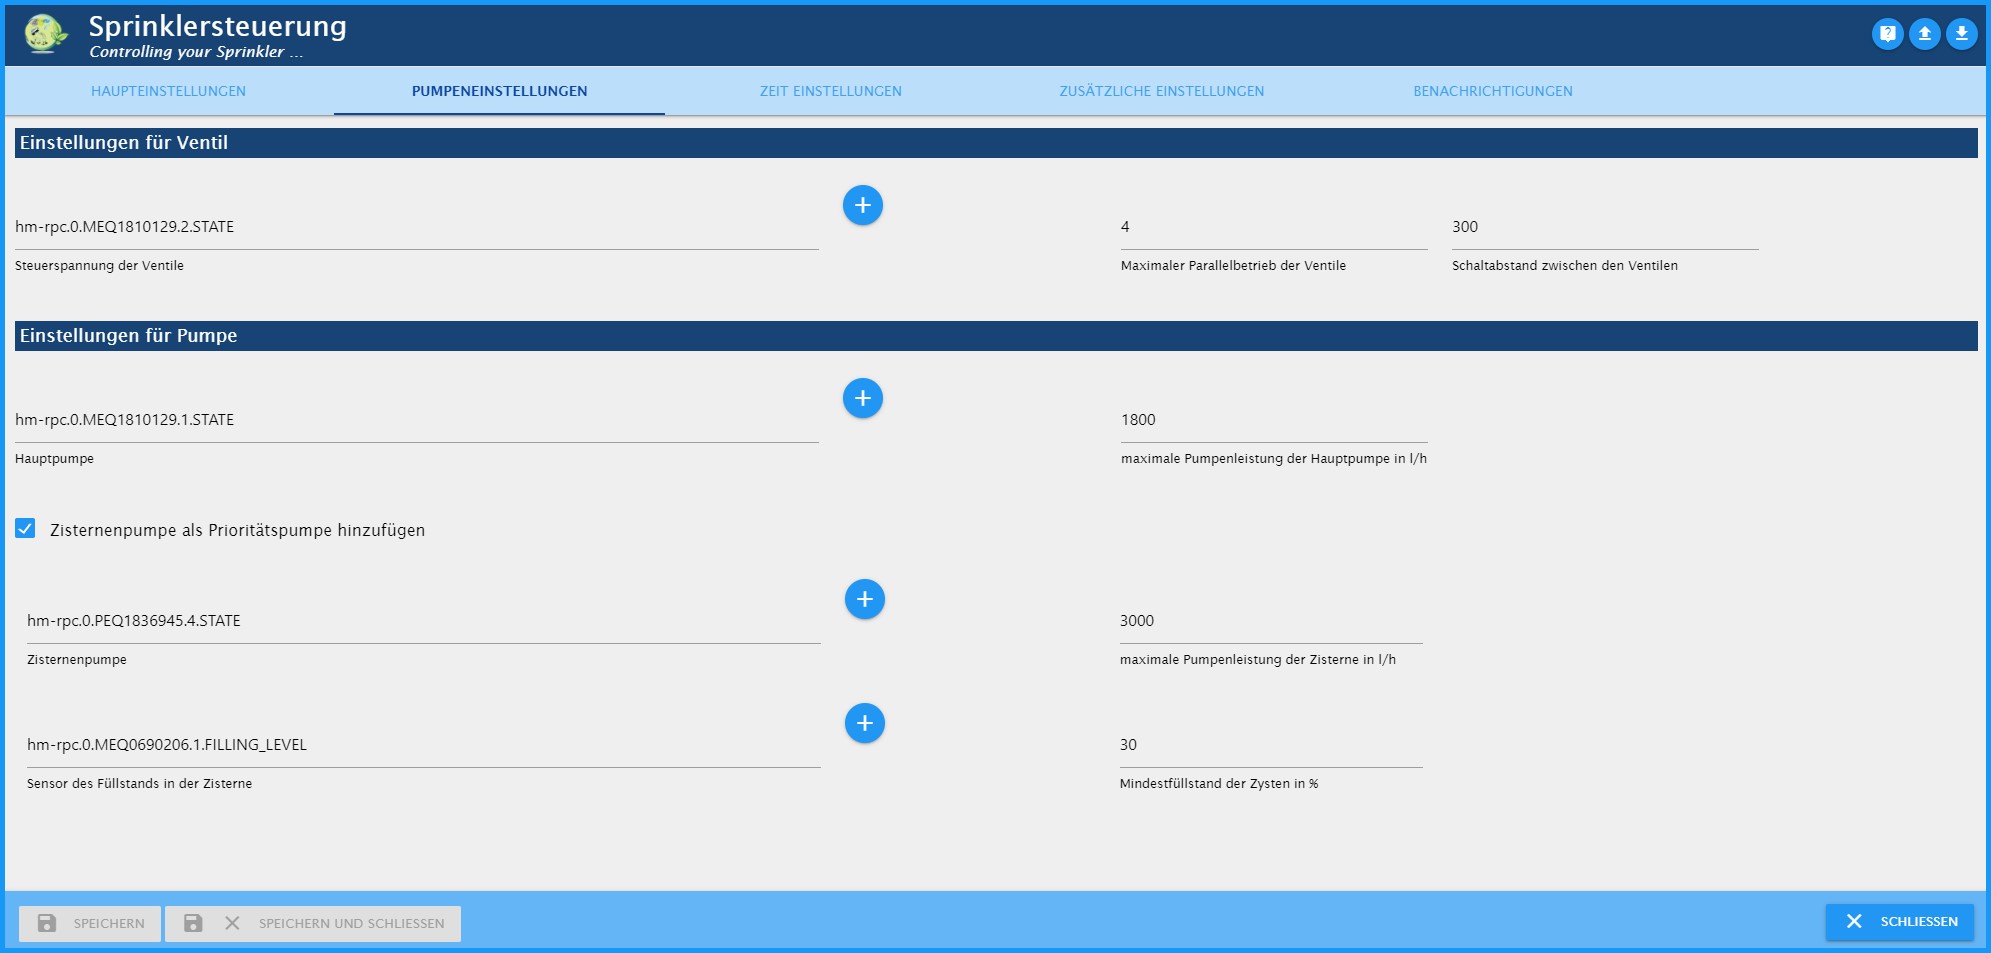 Sprinklersteuerung
Controlling your Sprinkler ...
HAUPTEINSTELLUNGEN
PUMPENEINSTELLUNGEN
ZEIT EINSTELLUNGEN
ZUSÄTZLICHE EINSTELLUNGEN
BENACHRICHTIGUNGEN
Einstellungen für Ventil
hm-rpc.0.MEQ1810129.2.STATE
4
300
Steuerspannung der Ventile
Maximaler Parallelbetrieb der Ventile
Schaltabstand zwischen den Ventilen
Einstellungen für Pumpe
hm-rpc.0.MEQ1810129.1.STATE
1800
Hauptpumpe
maximale Pumpenleistung der Hauptpumpe in l/h
Zisternenpumpe als Prioritätspumpe hinzufügen
hm-rpc.0.PEQ1836945.4.STATE
3000
Zisternenpumpe
maximale Pumpenleistung der Zisterne in l/h
hm-rpc.0.MEQ0690206.1.FILLING_LEVEL
30
Sensor des Füllstands in der Zisterne
Mindestfüllstand der Zysten in %
SPEICHERN
SPEICHERN UND SCHLIESSEN
SCHLIESSEN